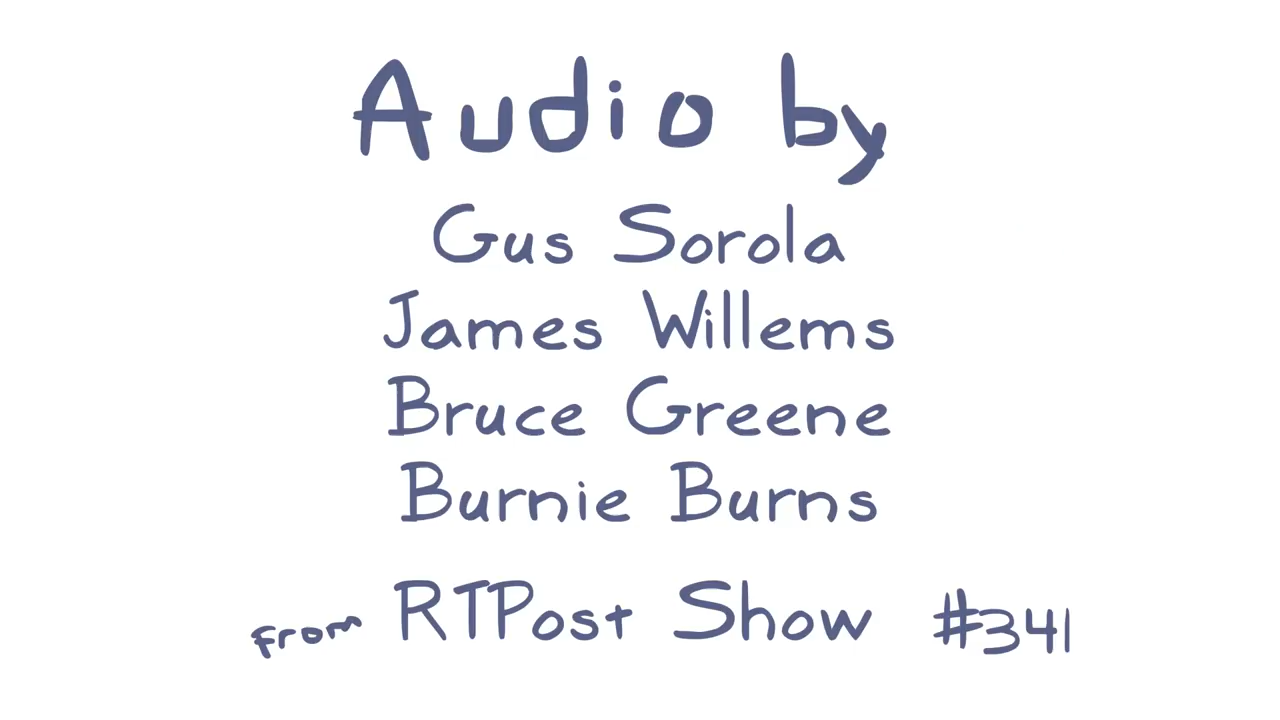 Audio by
Gus Sorola
James Willems
Bruce Greene
Burnie Burns
from RTPost Show #341